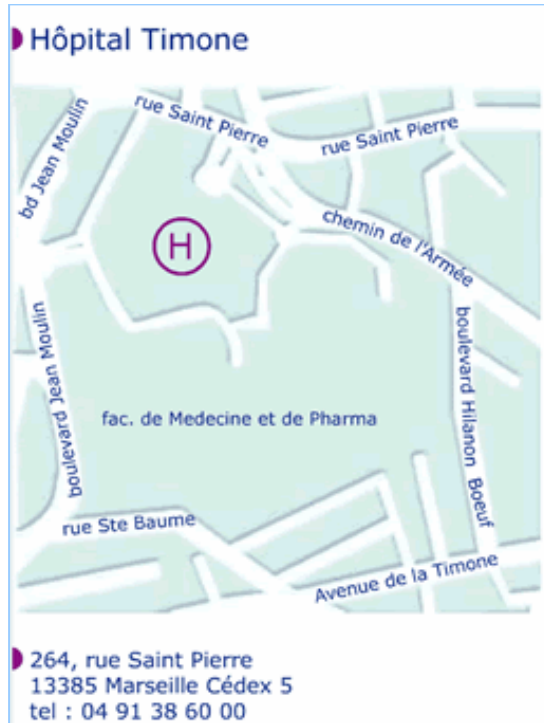 Hôpital Timone
bd Jean Moulin
rue Saint Pierre
rue Saint Pierre
chemin de l'Armée
H
boulevard Jean Moulin
boulevard Hilanon Boeuf
fac. de Medecine et de Pharma
rue Ste Baume
Avenue de la Timone
264, rue Saint Pierre
13385 Marseille Cédex 5
tel : 04 91 38 60 00